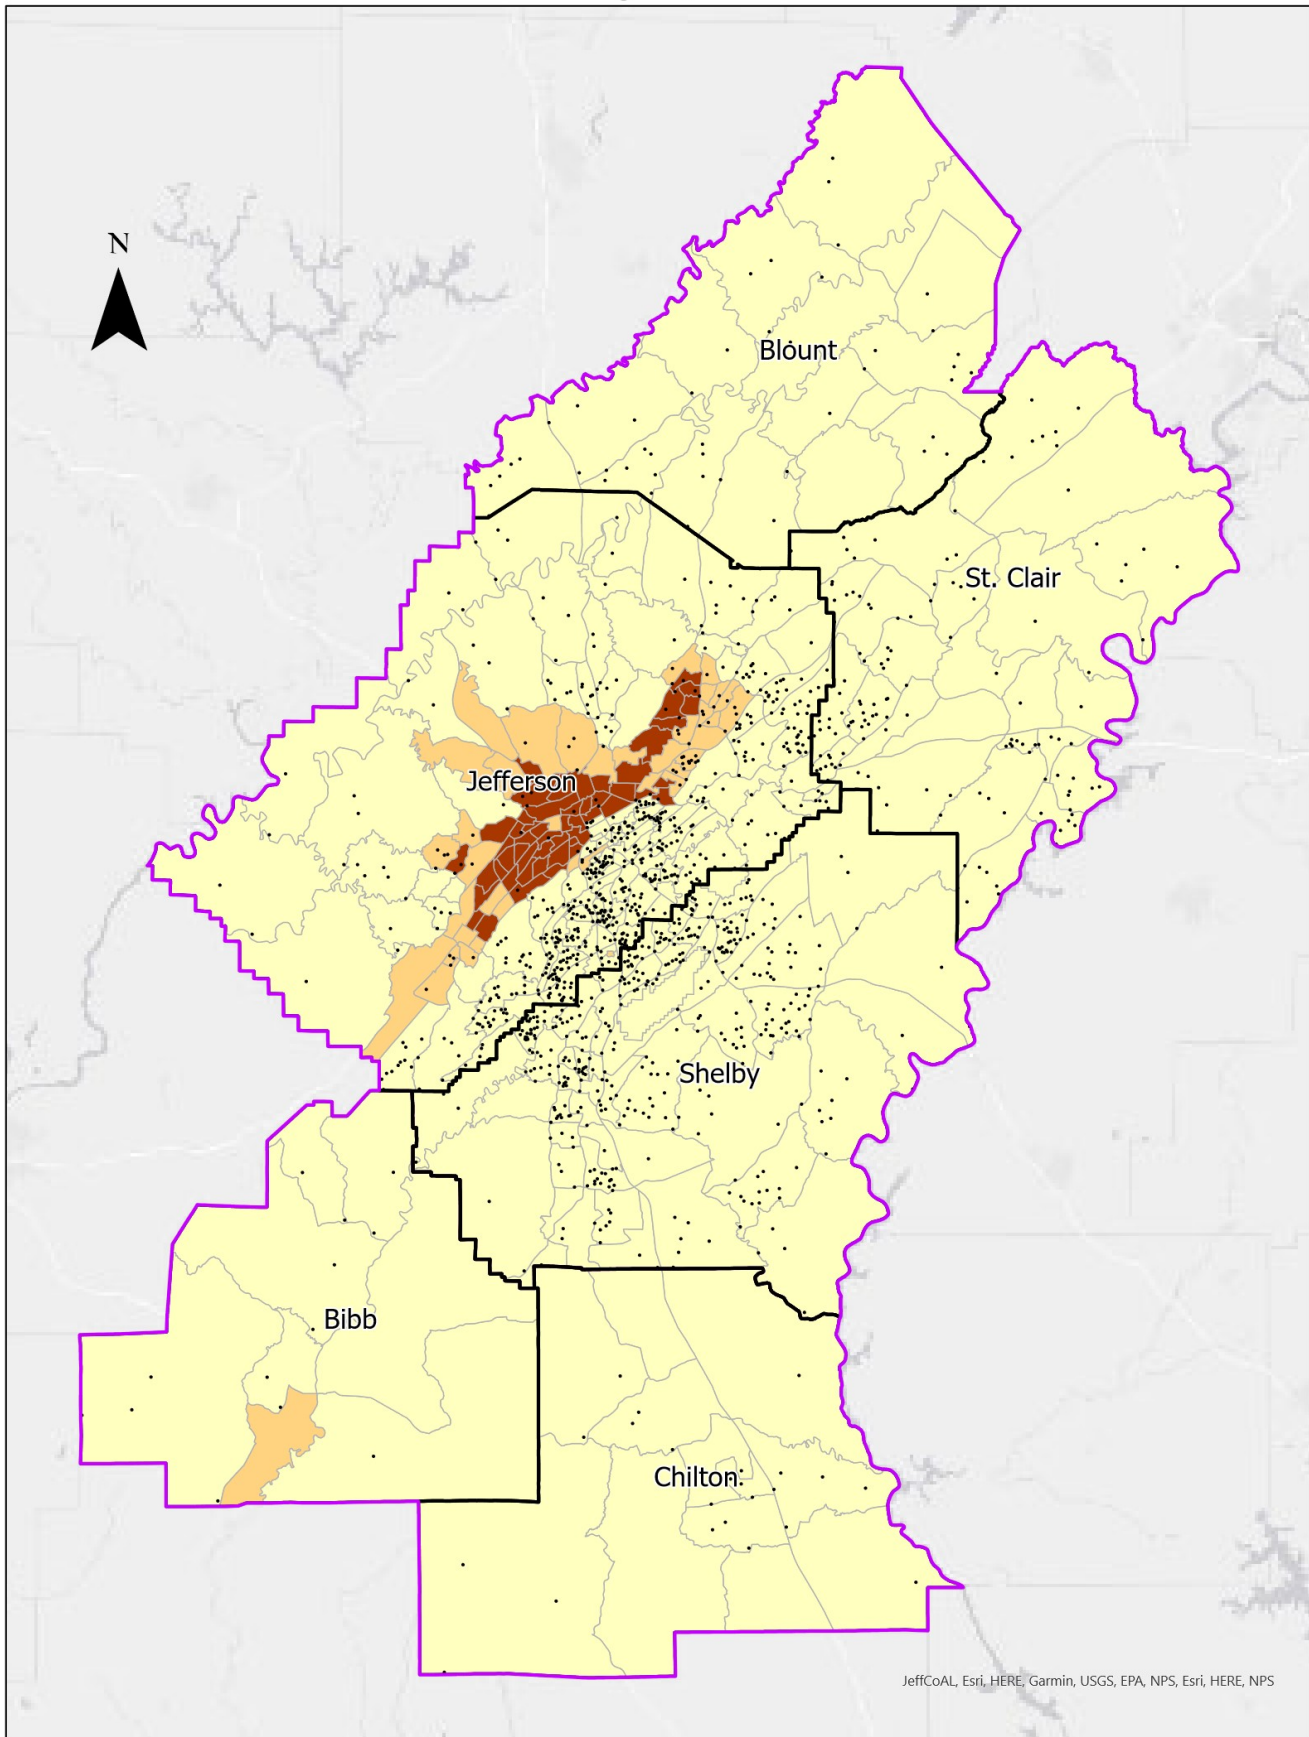 N
Blount
St. Clair
Jefferson
Shelby
Bibb
Chilton
JeffCoAL, Esri, HERE, Garmin, USGS, EPA, NPS, Esri, HERE, NPS